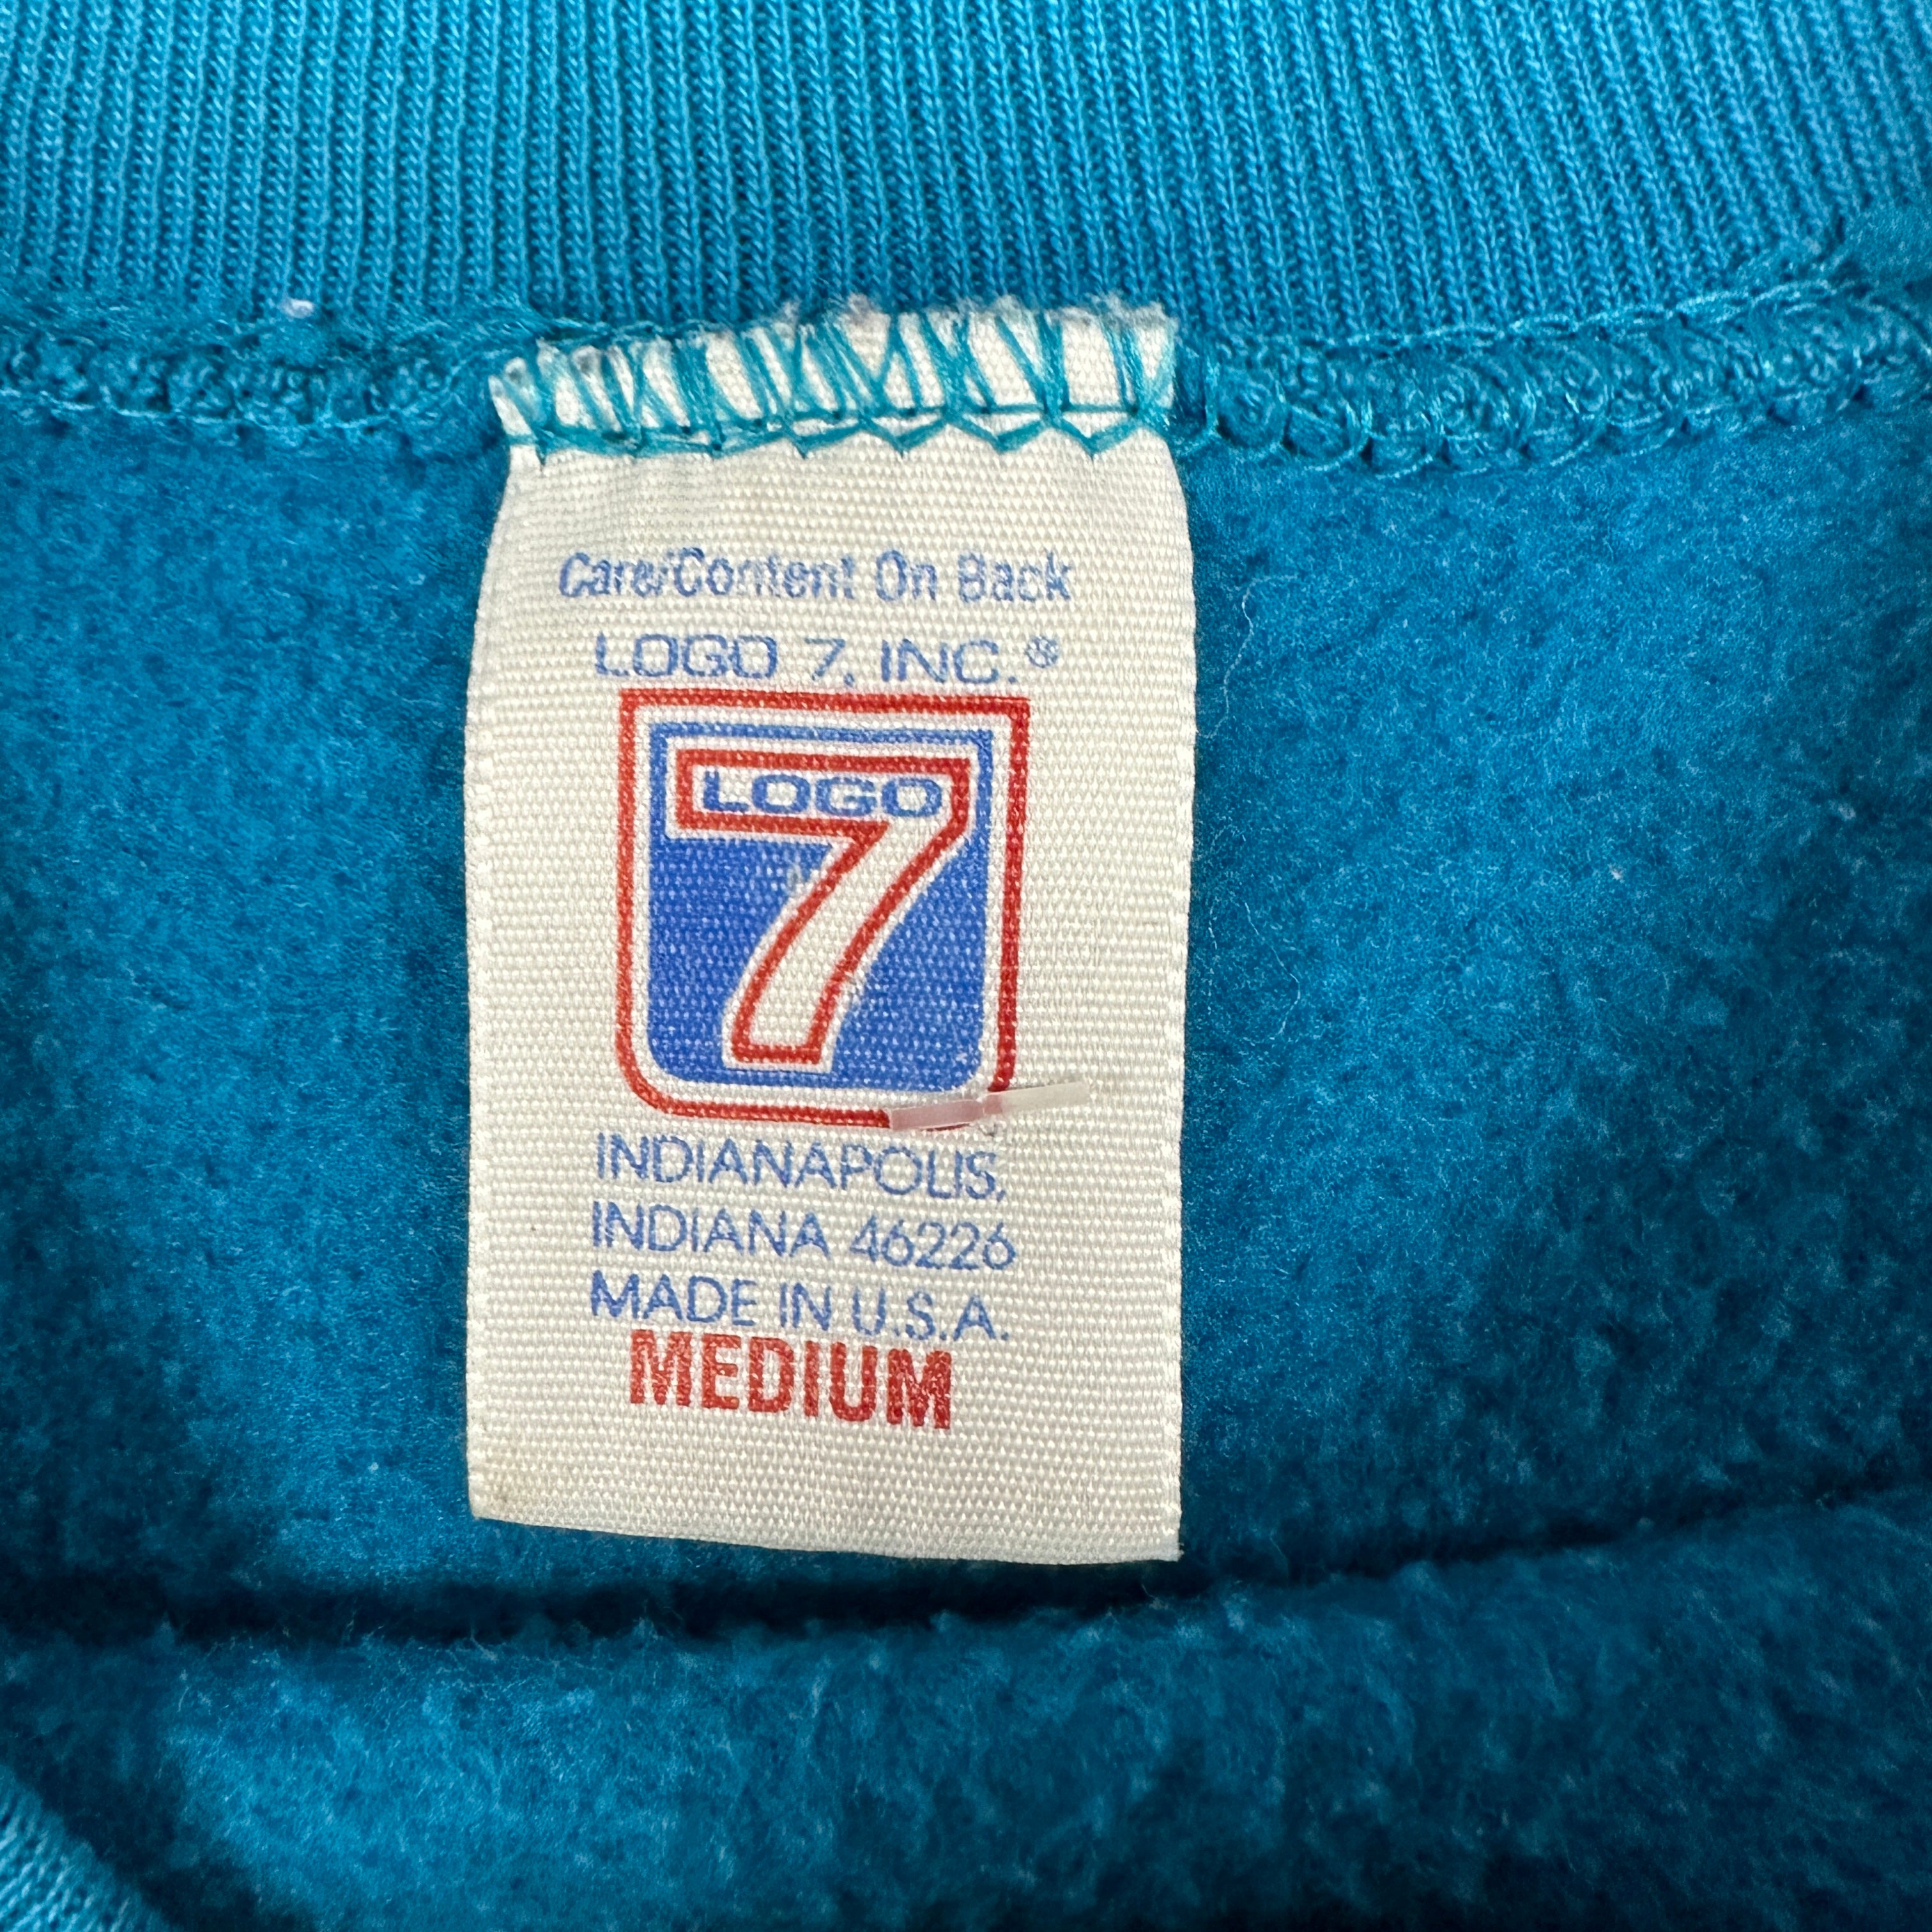 Care/Content On Back
LOGO 7, INC.®
LOGO
7
INDIANAPOLIS,
INDIANA 46226
MADE IN U.S.A.
MEDIUM